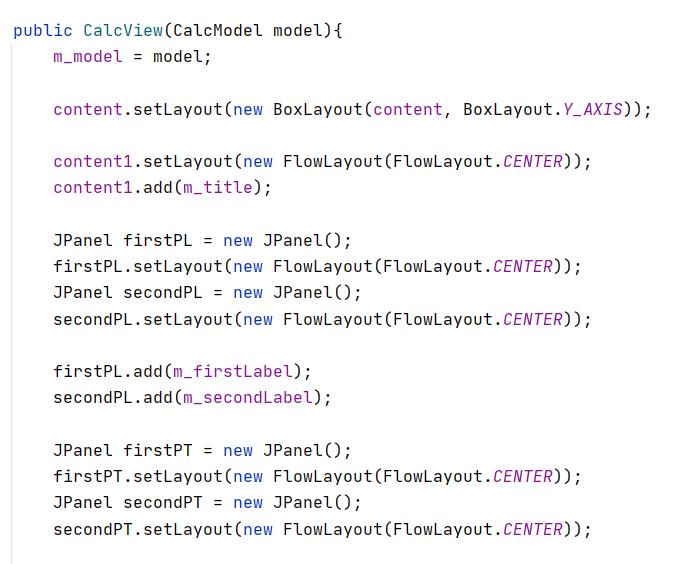 public CalcView(CalcModel model){
m_model = model;
content.setLayout(new BoxLayout(content, BoxLayout.Y_AXIS));
content1.setLayout(new FlowLayout(FlowLayout.CENTER));
content1.add(m_title);
JPanel firstPL = new JPanel();
firstPL.setLayout(new FlowLayout(FlowLayout.CENTER));
JPanel secondPL = new JPanel();
secondPL.setLayout(new FlowLayout(FlowLayout.CENTER));
firstPL.add(m_firstLabel);
secondPL.add(m_secondLabel);
JPanel firstPT = new JPanel();
firstPT.setLayout(new FlowLayout(FlowLayout.CENTER));
JPanel secondPT = new JPanel();
secondPT.setLayout(new FlowLayout(FlowLayout.CENTER));